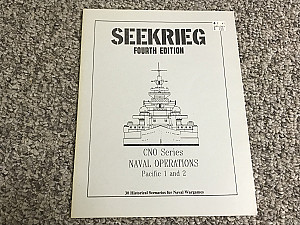 SEEKRIEG
FOURTH EDITION
CNO Series
NAVAL OPERATIONS
Pacific 1 and 2
30 Historical Scenarios for Naval Wargames